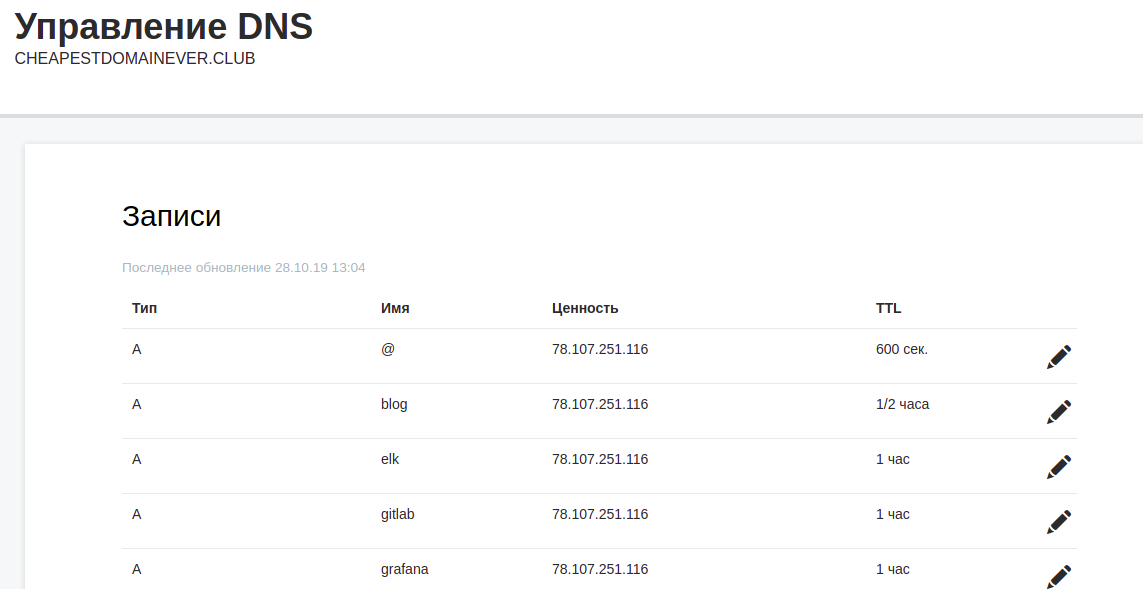 Управление DNS
CHEAPESTDOMAINEVER.CLUB
Записи
Последнее обновление 28.10.19 13:04
Тип Имя Ценность TTL
A @ 78.107.251.116 600 сек.
A blog 78.107.251.116 1/2 часа
A elk 78.107.251.116 1 час
A gitlab 78.107.251.116 1 час
A grafana 78.107.251.116 1 час